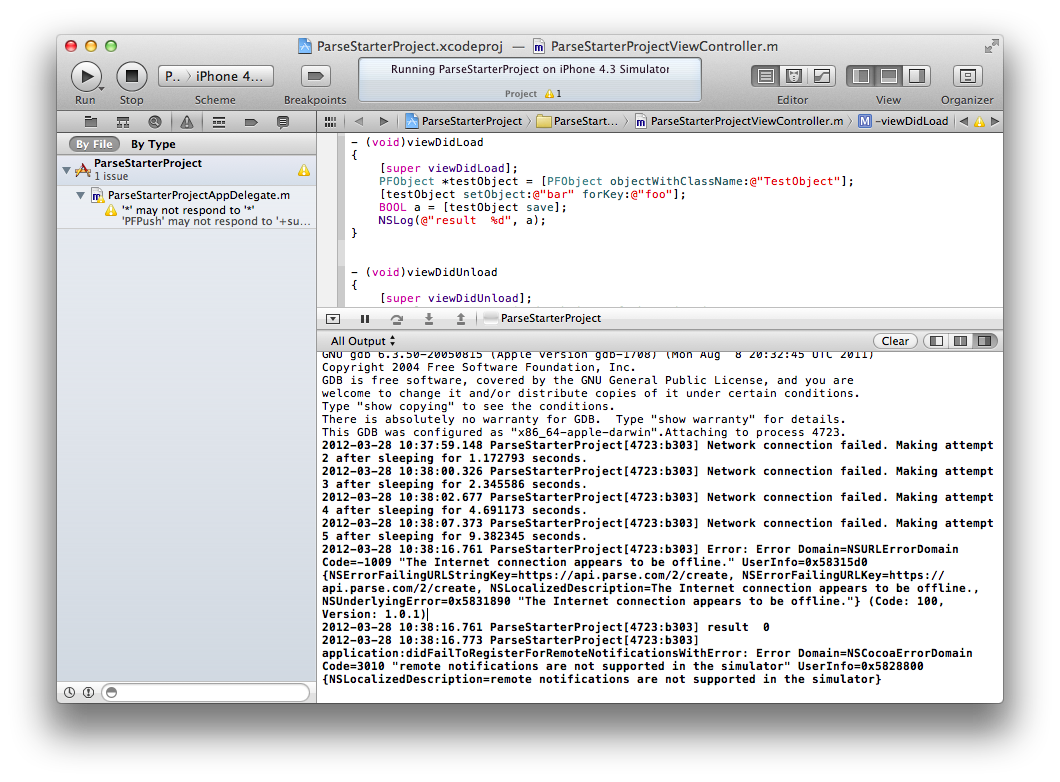 ParseStarterProject.xcodeproj — ParseStarterProjectViewController.m
P.. iPhone 4...
Running ParseStarterProject on iPhone 4.3 Simulator
Project 1
Run Stop Scheme Breakpoints Editor View Organizer
ParseStarterProject ParseStart... ParseStarterProjectViewController.m M -viewDidLoad
By File By Type
ParseStarterProject
1 issue
ParseStarterProjectAppDelegate.m
'*' may not respond to '*'
'PFPush' may not respond to '+su...
- (void)viewDidLoad
{
[super viewDidLoad];
PFObject *testObject = [PFObject objectWithClassName:@"TestObject"];
[testObject setObject:@"bar" forKey:@"foo"];
BOOL a = [testObject save];
NSLog(@"result  %d", a);
}
- (void)viewDidUnload
{
[super viewDidUnload];
ParseStarterProject
All Output Clear
GNU gdb 6.3.50-20050815 (Apple version gdb-1708) (Mon Aug  8 20:32:45 UTC 2011)
Copyright 2004 Free Software Foundation, Inc.
GDB is free software, covered by the GNU General Public License, and you are
welcome to change it and/or distribute copies of it under certain conditions.
Type "show copying" to see the conditions.
There is absolutely no warranty for GDB.  Type "show warranty" for details.
This GDB was configured as "x86_64-apple-darwin".Attaching to process 4723.
2012-03-28 10:37:59.148 ParseStarterProject[4723:b303] Network connection failed. Making attempt
2 after sleeping for 1.172793 seconds.
2012-03-28 10:38:00.326 ParseStarterProject[4723:b303] Network connection failed. Making attempt
3 after sleeping for 2.345586 seconds.
2012-03-28 10:38:02.677 ParseStarterProject[4723:b303] Network connection failed. Making attempt
4 after sleeping for 4.691173 seconds.
2012-03-28 10:38:07.373 ParseStarterProject[4723:b303] Network connection failed. Making attempt
5 after sleeping for 9.382345 seconds.
2012-03-28 10:38:16.761 ParseStarterProject[4723:b303] Error: Error Domain=NSURLErrorDomain
Code=-1009 "The Internet connection appears to be offline." UserInfo=0x58315d0
{NSErrorFailingURLStringKey=https://api.parse.com/2/create, NSErrorFailingURLKey=https://
api.parse.com/2/create, NSLocalizedDescription=The Internet connection appears to be offline.,
NSUnderlyingError=0x5831890 "The Internet connection appears to be offline."} (Code: 100,
Version: 1.0.1)
2012-03-28 10:38:16.761 ParseStarterProject[4723:b303] result  0
2012-03-28 10:38:16.773 ParseStarterProject[4723:b303]
application:didFailToRegisterForRemoteNotificationsWithError: Error Domain=NSCocoaErrorDomain
Code=3010 "remote notifications are not supported in the simulator" UserInfo=0x5828800
{NSLocalizedDescription=remote notifications are not supported in the simulator}